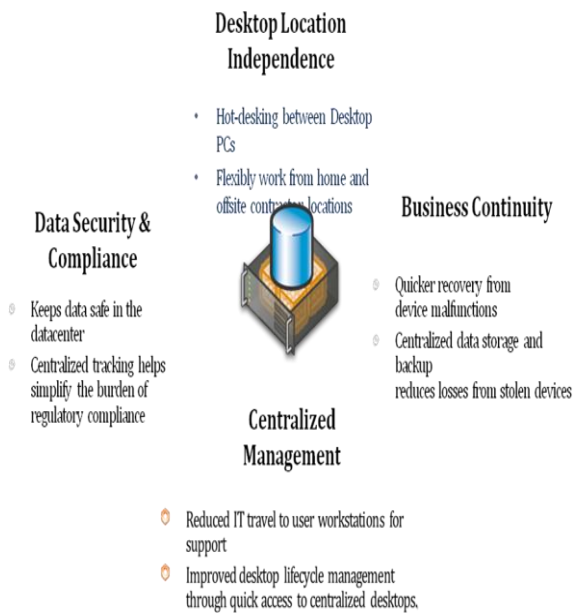 Desktop Location
Independence
Hot-desking between Desktop
PCs
Flexibly work from home and
offsite contractor locations
Data Security &
Compliance
Keeps data safe in the
datacenter
Centralized tracking helps
simplify the burden of
regulatory compliance
Business Continuity
Quicker recovery from
device malfunctions
Centralized data storage and
backup
reduces losses from stolen devices
Centralized
Management
Reduced IT travel to user workstations for
support
Improved desktop lifecycle management
through quick access to centralized desktops,